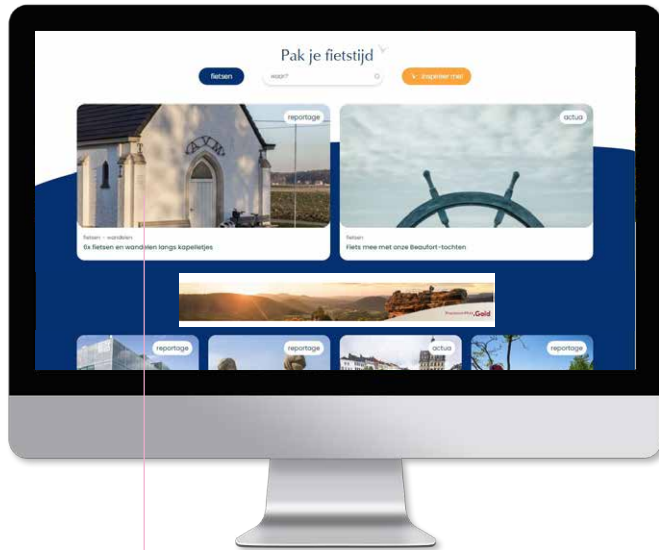 Pak je fietstijd
fietsen
waar?
inspireer me!
reportage
actua
fietsen - wandelen
6x fietsen en wandelen langs kapelletjes
fietsen
Fiets mee met onze Beaufort-tochten
Gold
reportage
reportage
actua
reportage